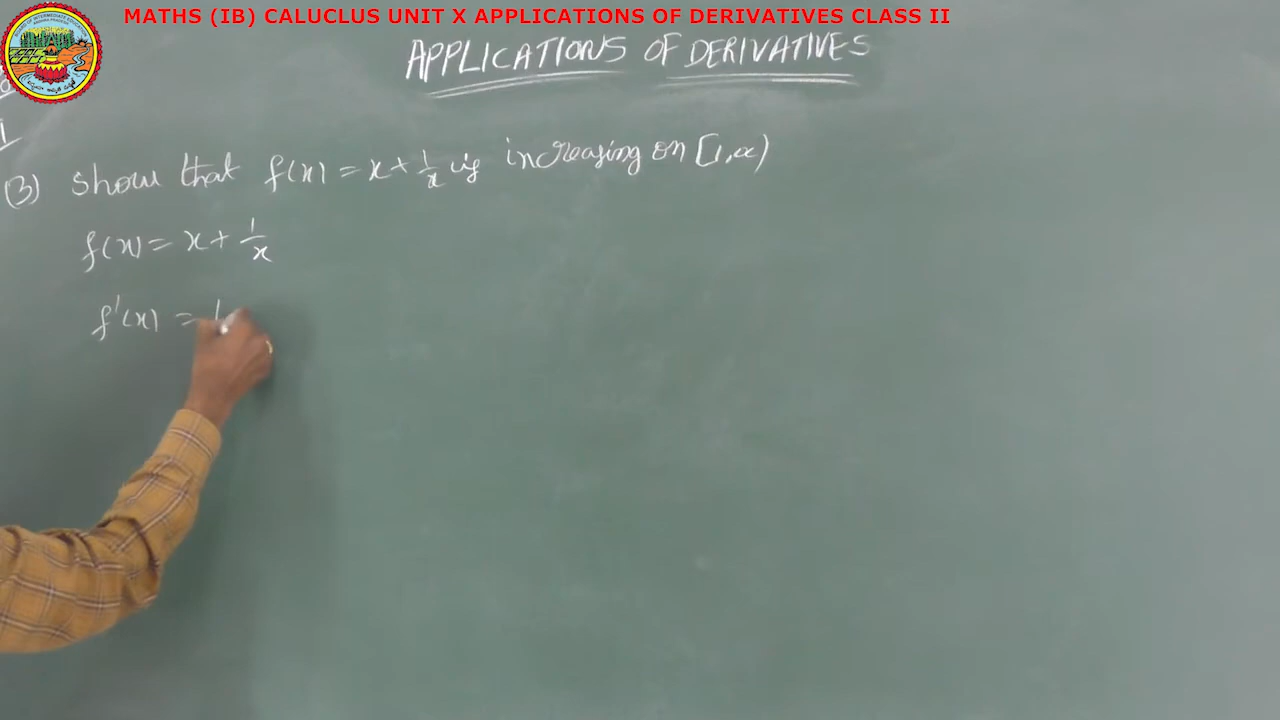 MATHS (IB) CALUCLUS UNIT X APPLICATIONS OF DERIVATIVES CLASS II
APPLICATIONS OF DERIVATIVES
(3) Show that f(x) = x + 1/x is increasing on [1,∝)
f(x) = x + 1/x
f'(x) = 1